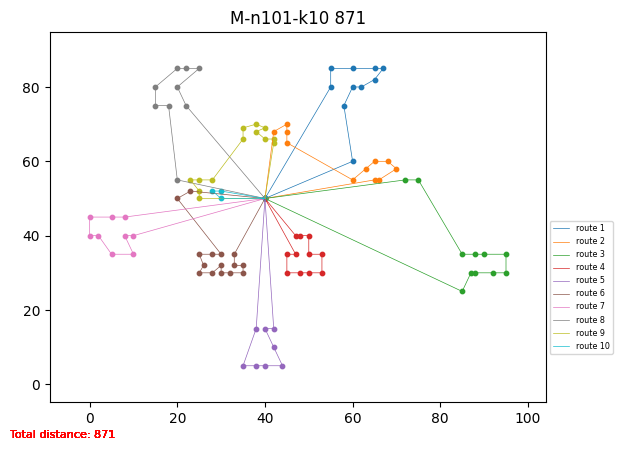 M-n101-k10 871
80
60
40
20
0
0 20 40 60 80 100
route 1
route 2
route 3
route 4
route 5
route 6
route 7
route 8
route 9
route 10
Total distance: 871